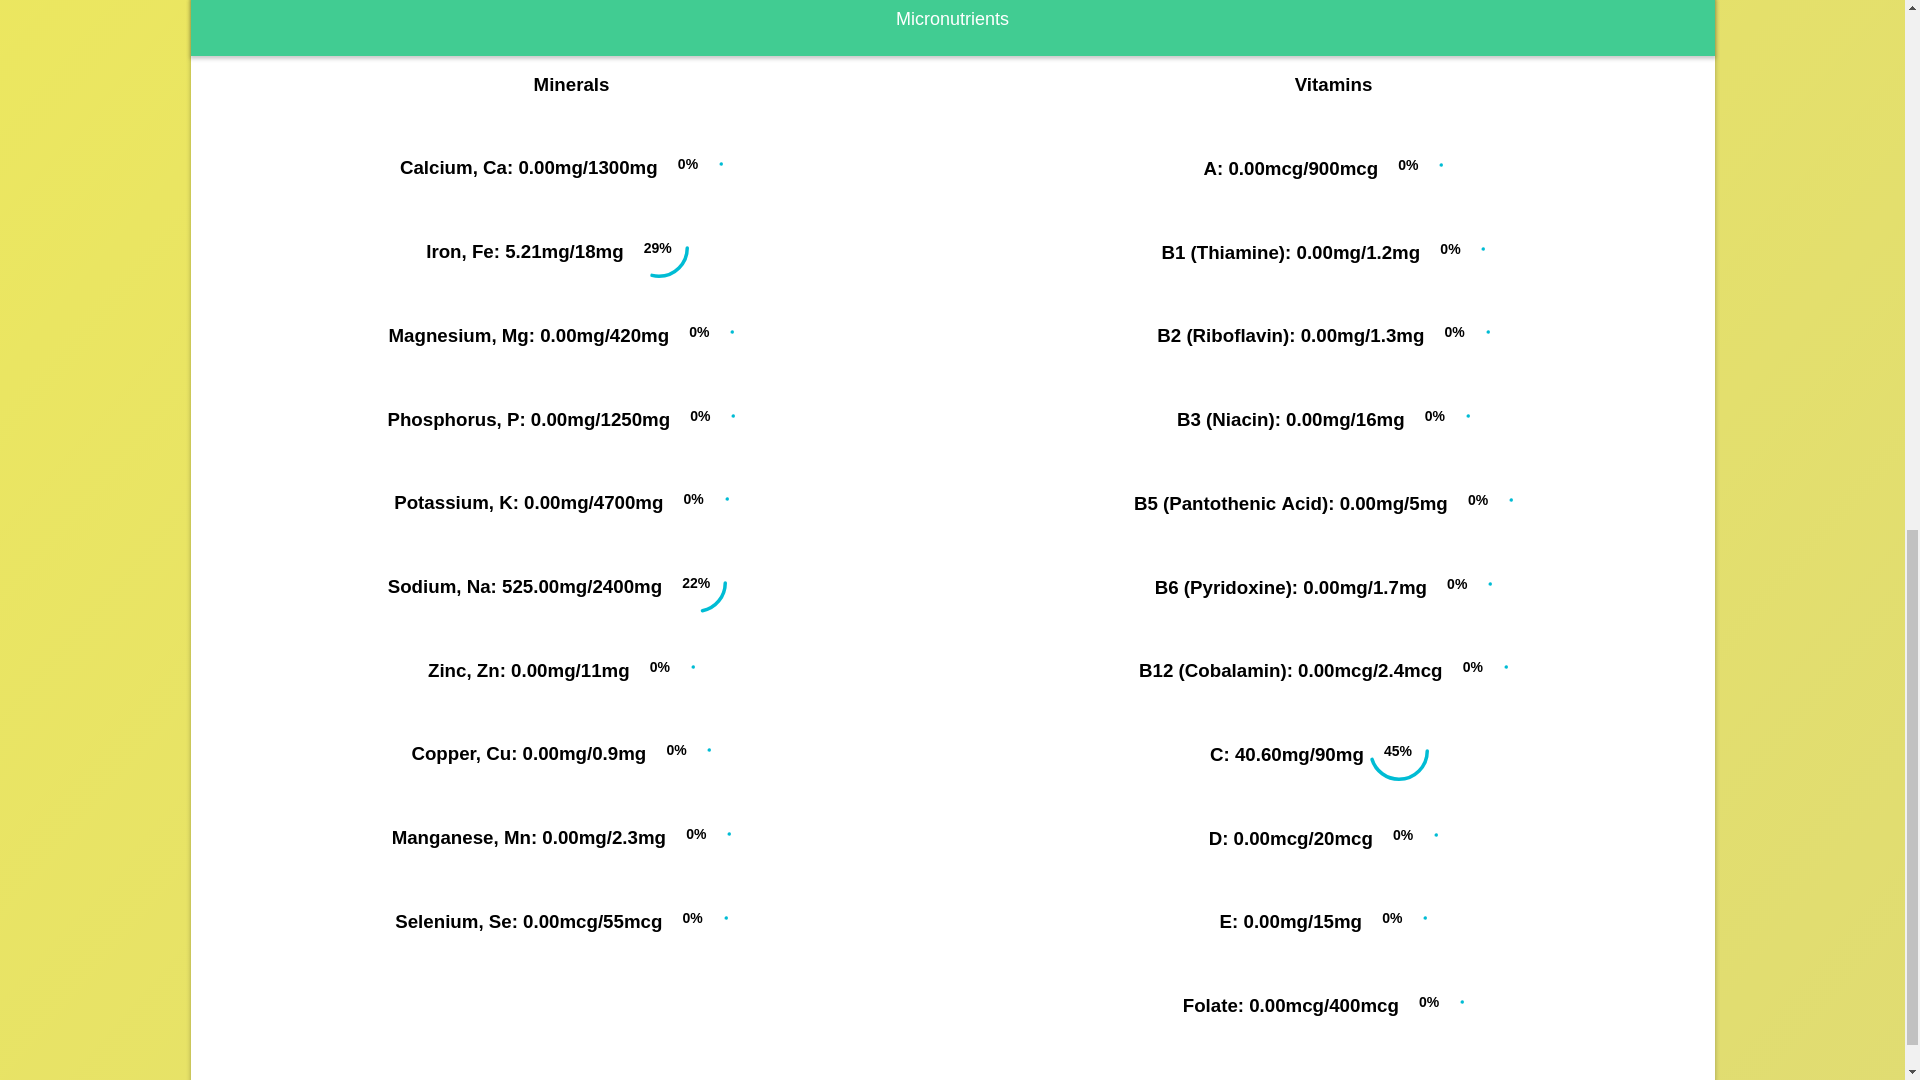 Micronutrients
Minerals
Calcium, Ca: 0.00mg/1300mg 0%
Iron, Fe: 5.21mg/18mg 29%
Magnesium, Mg: 0.00mg/420mg 0%
Phosphorus, P: 0.00mg/1250mg 0%
Potassium, K: 0.00mg/4700mg 0%
Sodium, Na: 525.00mg/2400mg 22%
Zinc, Zn: 0.00mg/11mg 0%
Copper, Cu: 0.00mg/0.9mg 0%
Manganese, Mn: 0.00mg/2.3mg 0%
Selenium, Se: 0.00mcg/55mcg 0%
Vitamins
A: 0.00mcg/900mcg 0%
B1 (Thiamine): 0.00mg/1.2mg 0%
B2 (Riboflavin): 0.00mg/1.3mg 0%
B3 (Niacin): 0.00mg/16mg 0%
B5 (Pantothenic Acid): 0.00mg/5mg 0%
B6 (Pyridoxine): 0.00mg/1.7mg 0%
B12 (Cobalamin): 0.00mcg/2.4mcg 0%
C: 40.60mg/90mg 45%
D: 0.00mcg/20mcg 0%
E: 0.00mg/15mg 0%
Folate: 0.00mcg/400mcg 0%